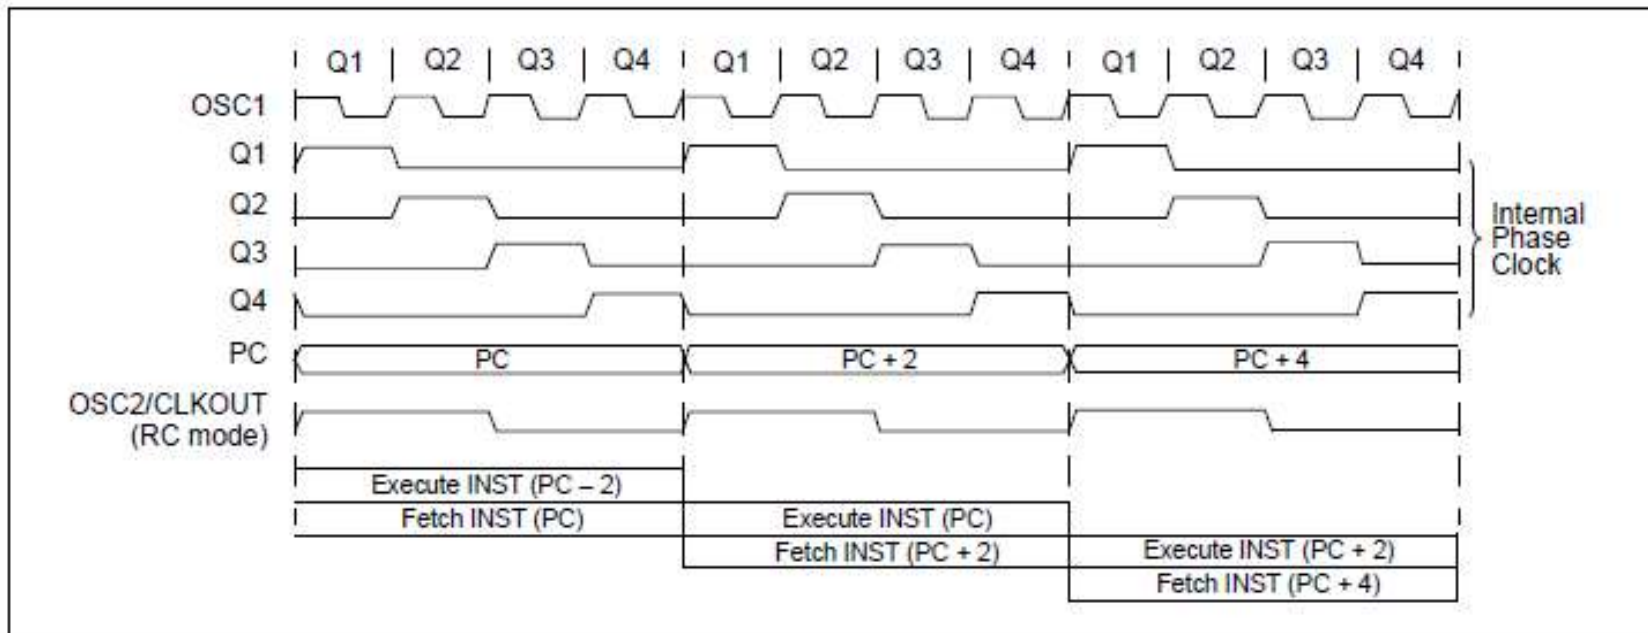 Q1 Q2 Q3 Q4 Q1 Q2 Q3 Q4 Q1 Q2 Q3 Q4
OSC1
Q1
Q2
Q3
Q4
Internal
Phase
Clock
PC PC PC + 2 PC + 4
OSC2/CLKOUT
(RC mode)
Execute INST (PC – 2)
Fetch INST (PC) Execute INST (PC)
Fetch INST (PC + 2) Execute INST (PC + 2)
Fetch INST (PC + 4)